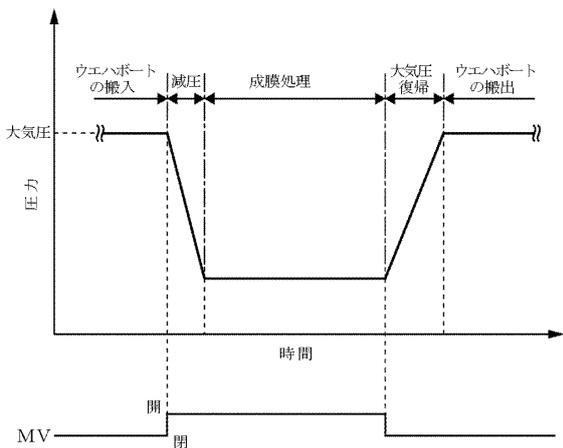 ウエハボート
の搬入
減圧
成膜処理
大気圧
復帰
ウエハボート
の搬出
大気圧
圧力
時間
開
MV
閉